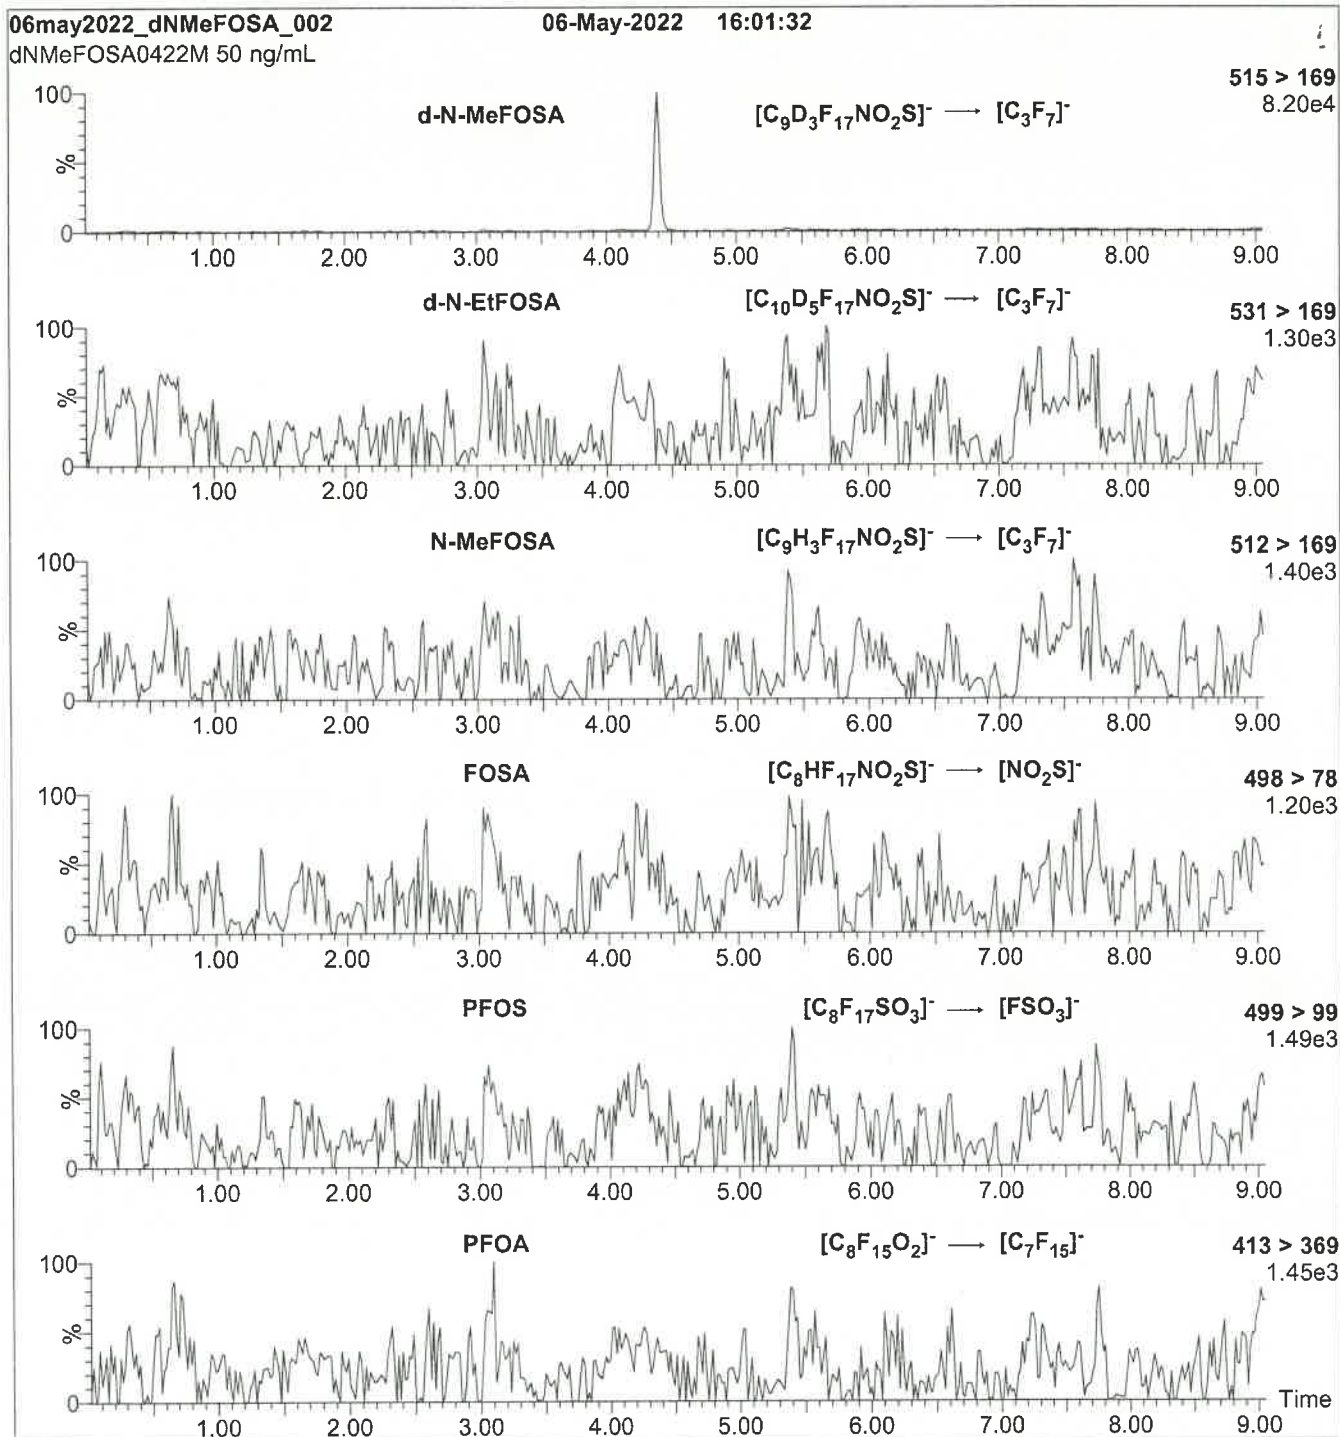 06may2022_dNMeFOSA_002 06-May-2022 16:01:32
dNMeFOSA0422M 50 ng/mL
515 > 169
8.20e4
d-N-MeFOSA [C9D3F17NO2S]- → [C3F7]-
100
%
0
1.00 2.00 3.00 4.00 5.00 6.00 7.00 8.00 9.00
d-N-EtFOSA [C10D5F17NO2S]- → [C3F7]-
531 > 169
1.30e3
100
%
0
1.00 2.00 3.00 4.00 5.00 6.00 7.00 8.00 9.00
N-MeFOSA [C9H3F17NO2S]- → [C3F7]-
512 > 169
1.40e3
100
%
0
1.00 2.00 3.00 4.00 5.00 6.00 7.00 8.00 9.00
FOSA [C8HF17NO2S]- → [NO2S]-
498 > 78
1.20e3
100
%
0
1.00 2.00 3.00 4.00 5.00 6.00 7.00 8.00 9.00
PFOS [C8F17SO3]- → [FSO3]-
499 > 99
1.49e3
100
%
0
1.00 2.00 3.00 4.00 5.00 6.00 7.00 8.00 9.00
PFOA [C8F15O2]- → [C7F15]-
413 > 369
1.45e3
100
%
0
Time
1.00 2.00 3.00 4.00 5.00 6.00 7.00 8.00 9.00